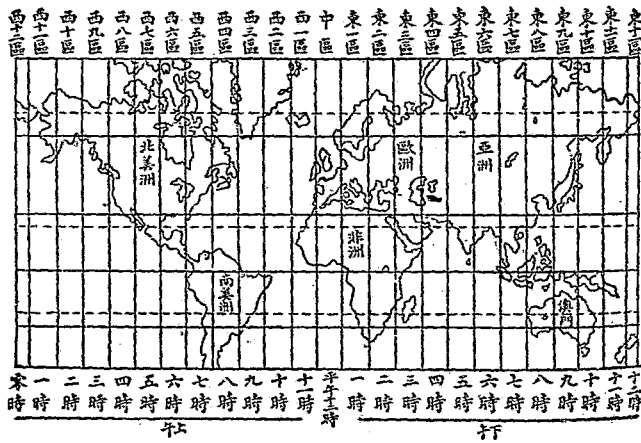 西十二區 西十一區 西十區 西九區 西八區 西七區 西六區 西五區 西四區 西三區 西二區 西一區 中區 東一區 東二區 東三區 東四區 東五區 東六區 東七區 東八區 東九區 東十區 東十一區 東十二區
北美洲
歐洲
亞洲
非洲
南美洲
澳門
零時 一時 二時 三時 四時 五時 六時 七時 八時 九時 十時 十一時 平午十二時 一時 二時 三時 四時 五時 六時 七時 八時 九時 十時 十一時 十二時
上午
下午